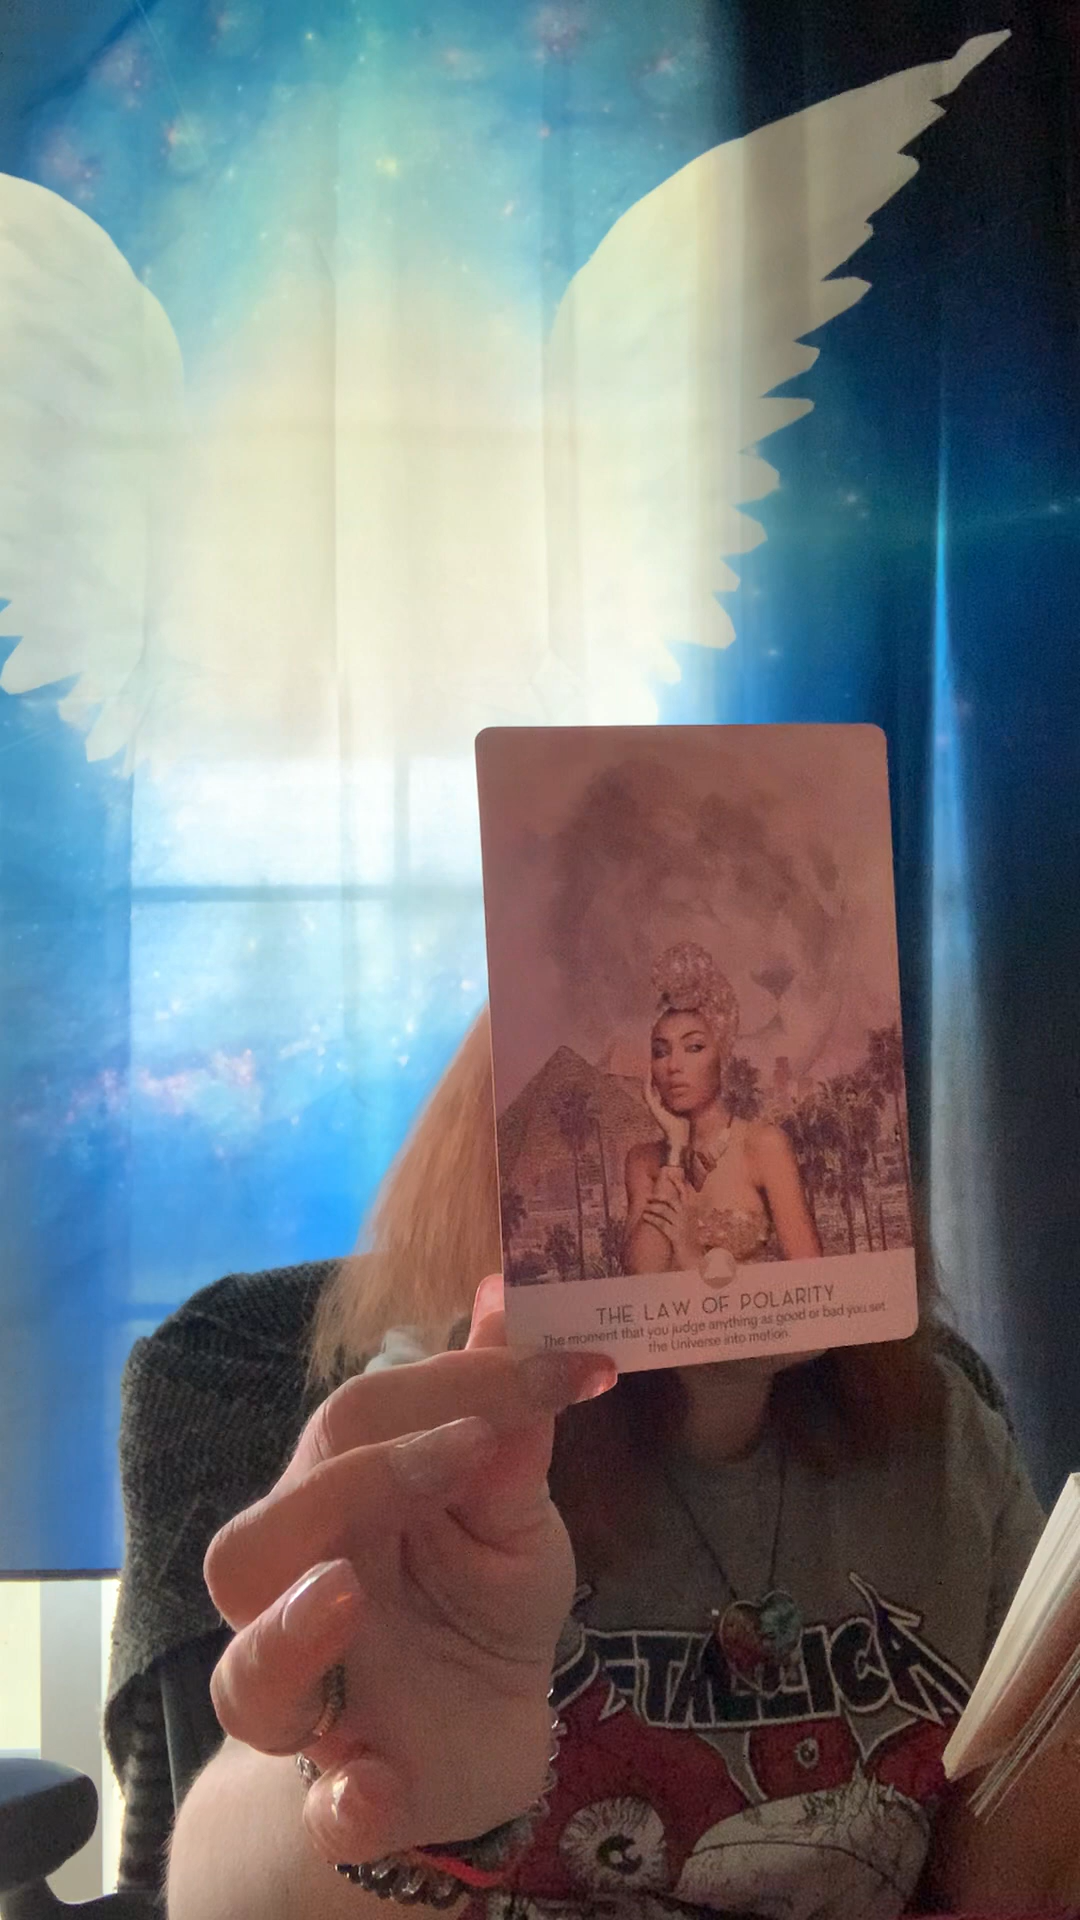 THE LAW OF POLARITY
The moment that you judge anything as good or bad you set
the Universe into motion.
METALLICA